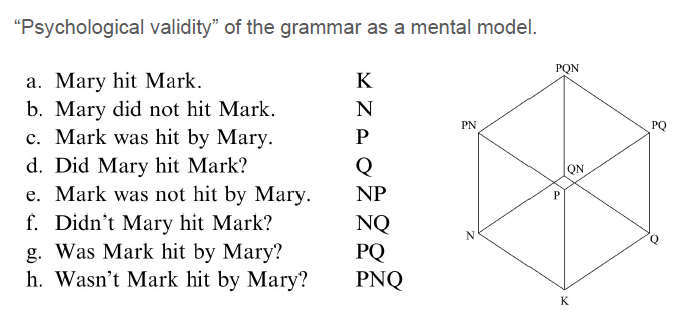 “Psychological validity” of the grammar as a mental model.
a. Mary hit Mark. K
b. Mary did not hit Mark. N
c. Mark was hit by Mary. P
d. Did Mary hit Mark? Q
e. Mark was not hit by Mary. NP
f. Didn’t Mary hit Mark? NQ
g. Was Mark hit by Mary? PQ
h. Wasn’t Mark hit by Mary? PNQ
PQN
PN
PQ
QN
P
N
Q
K